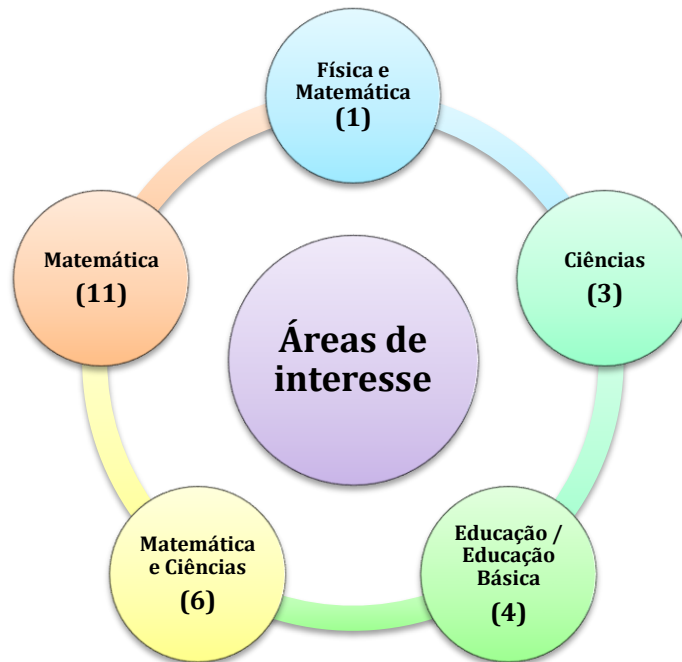 Física e
Matemática
(1)
Matemática
(11)
Ciências
(3)
Áreas de
interesse
Matemática
e Ciências
(6)
Educação /
Educação
Básica
(4)